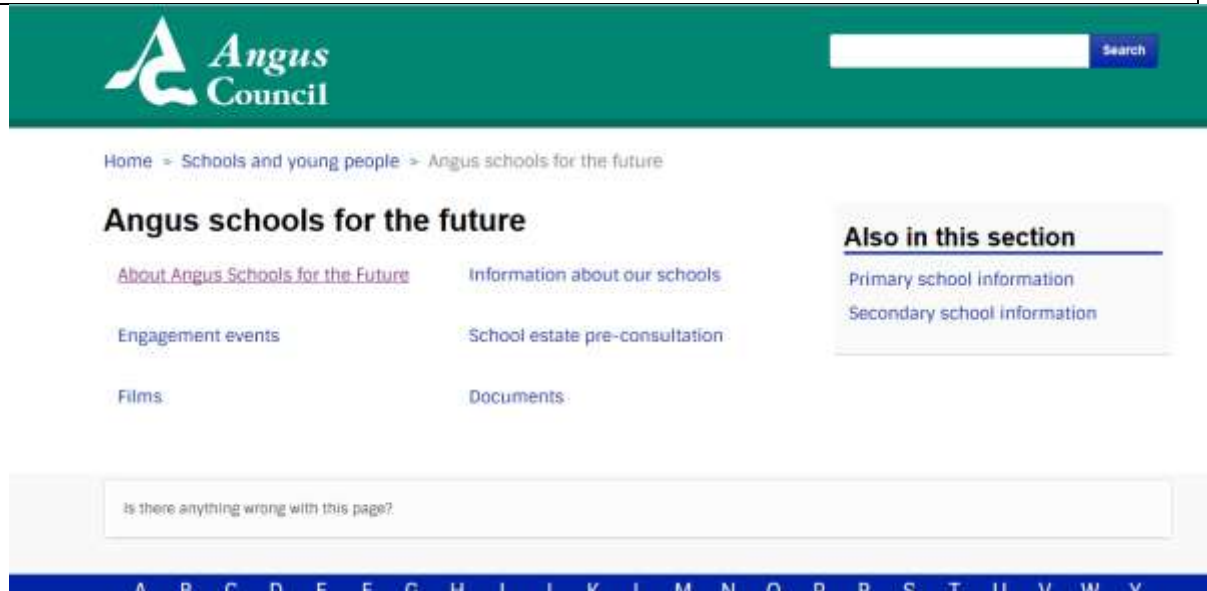 Angus
Council
Search
Home > Schools and young people > Angus schools for the future
Angus schools for the future
About Angus Schools for the Future
Information about our schools
Engagement events
School estate pre-consultation
Films
Documents
Also in this section
Primary school information
Secondary school information
Is there anything wrong with this page?
A B C D E F G H I J K L M N O P R S T U V W Y